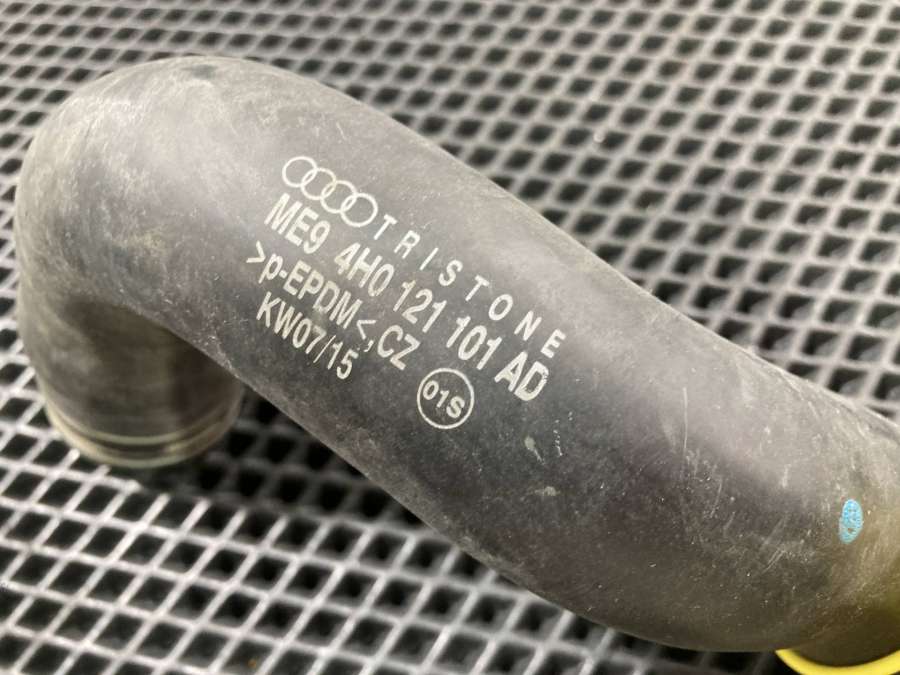 TRISTONE
ME9 4H0 121 101 AD
>p-EPDM<,CZ
KW07/15
01S